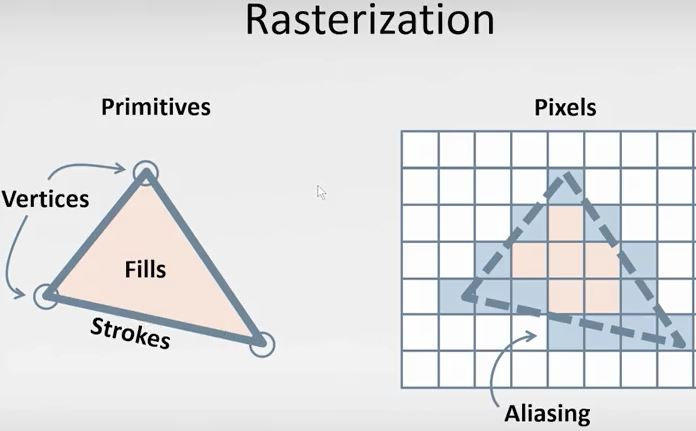 Rasterization
Primitives
Pixels
Vertices
Fills
Strokes
Aliasing